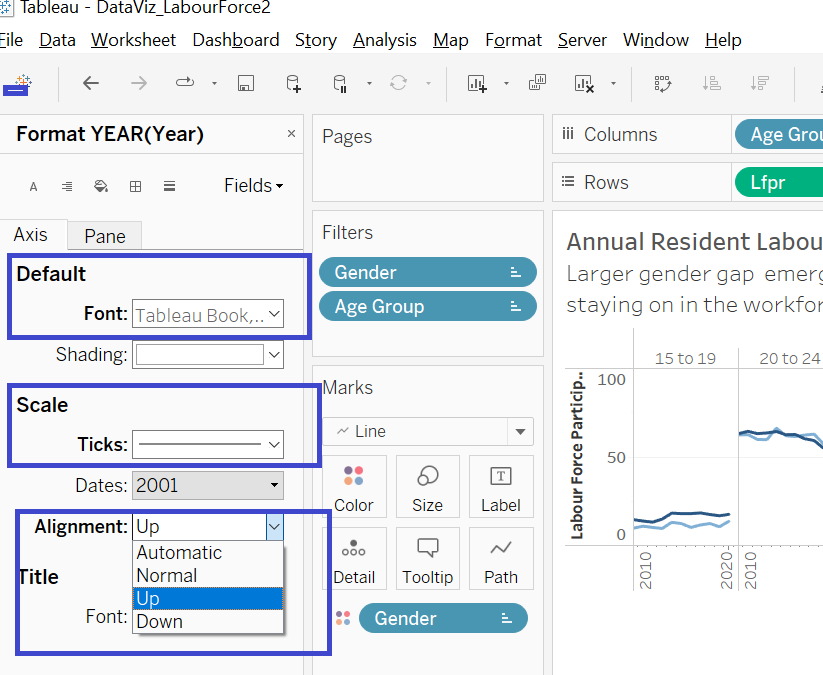 Tableau - DataViz_LabourForce2
File Data Worksheet Dashboard Story Analysis Map Format Server Window Help
Format YEAR(Year) ×
A Fields
Axis Pane
Default
Font: Tableau Book,..
Shading:
Scale
Ticks:
Dates: 2001
Alignment: Up
Automatic
Normal
Up
Down
Title
Font:
Pages
Filters
Gender
Age Group
Marks
Line
Color Size T Label
Detail Tooltip Path
Gender
iii Columns Age Grou
Rows Lfpr
Annual Resident Labou
Larger gender gap emerg
staying on in the workfor
15 to 19 20 to 24
Labour Force Particip..
100
50
0
2010 2020 2010